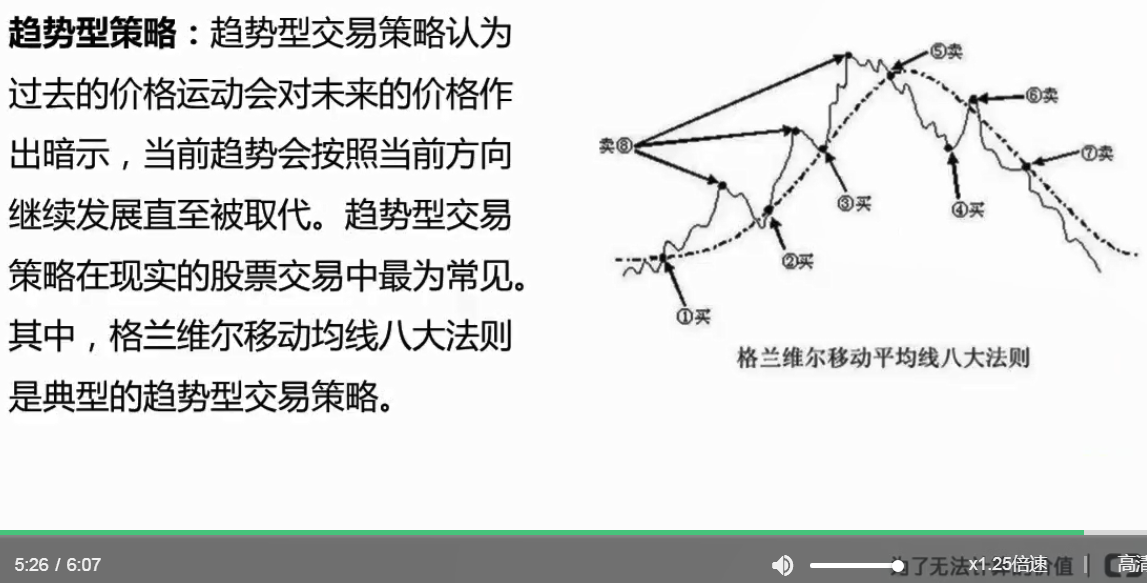 趋势型策略：趋势型交易策略认为
过去的价格运动会对未来的价格作
出暗示，当前趋势会按照当前方向
继续发展直至被取代。趋势型交易
策略在现实的股票交易中最为常见。
其中，格兰维尔移动均线八大法则
是典型的趋势型交易策略。
⑤卖
⑥卖
卖⑧
⑦卖
③买
④买
②买
①买
格兰维尔移动平均线八大法则
5:26 / 6:07
x1.25倍速
高清